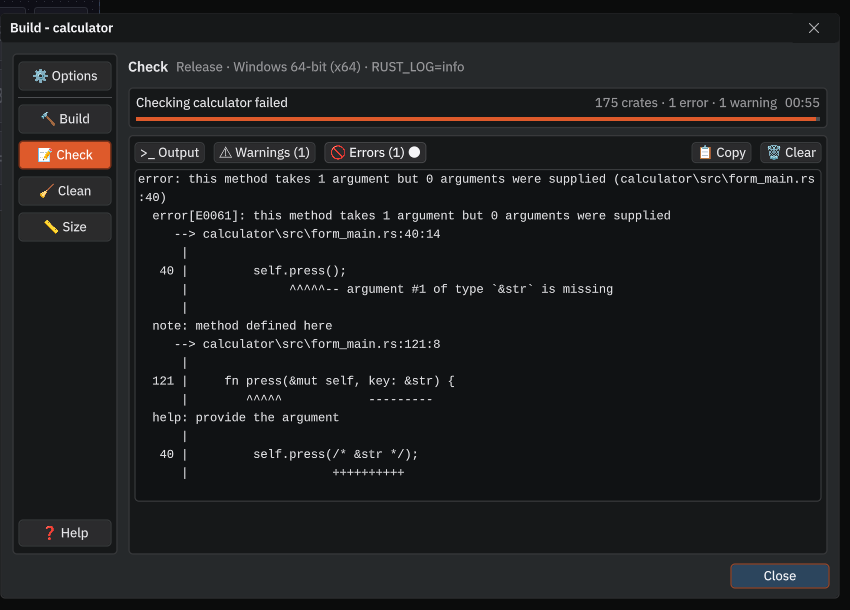 Build - calculator
Options
Build
Check
Clean
Size
Help
Check Release · Windows 64-bit (x64) · RUST_LOG=info
Checking calculator failed 175 crates · 1 error · 1 warning 00:55
>_ Output Warnings (1) Errors (1) Copy Clear
error: this method takes 1 argument but 0 arguments were supplied (calculator\src\form_main.rs
:40)
  error[E0061]: this method takes 1 argument but 0 arguments were supplied
     --> calculator\src\form_main.rs:40:14
      |
   40 |         self.press();
      |              ^^^^^-- argument #1 of type `&str` is missing
      |
  note: method defined here
     --> calculator\src\form_main.rs:121:8
      |
  121 |     fn press(&mut self, key: &str) {
      |        ^^^^^            ---------
  help: provide the argument
      |
   40 |         self.press(/* &str */);
      |                    ++++++++++
Close